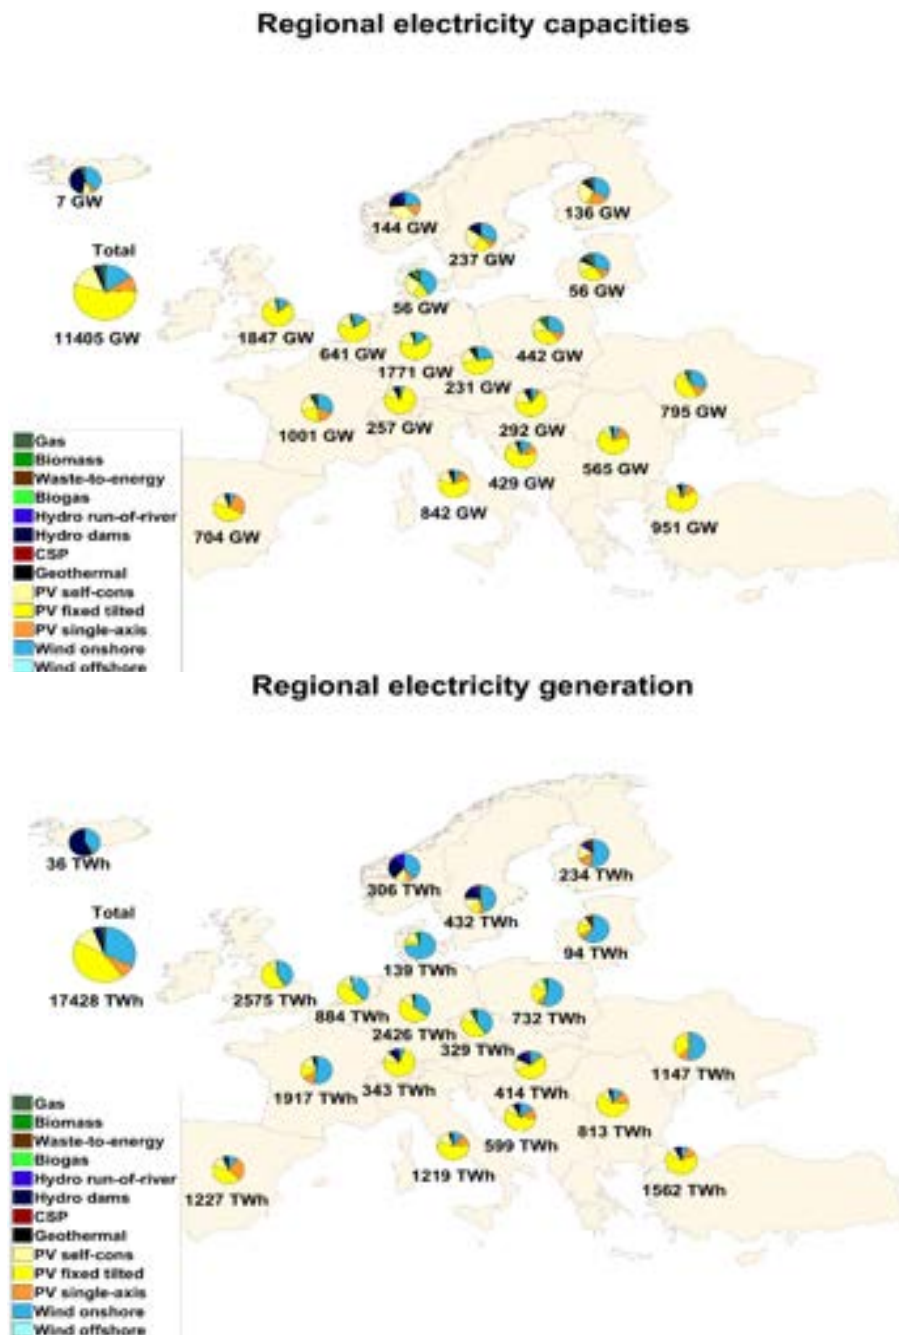 Regional electricity capacities
7 GW
144 GW
136 GW
237 GW
Total
56 GW
56 GW
11405 GW
1847 GW
641 GW
1771 GW
442 GW
231 GW
795 GW
1001 GW
257 GW
292 GW
565 GW
429 GW
842 GW
951 GW
704 GW
Gas
Biomass
Waste-to-energy
Biogas
Hydro run-of-river
Hydro dams
CSP
Geothermal
PV self-cons
PV fixed tilted
PV single-axis
Wind onshore
Wind offshore
Regional electricity generation
36 TWh
306 TWh
234 TWh
432 TWh
Total
139 TWh
94 TWh
17428 TWh
2575 TWh
884 TWh
2426 TWh
732 TWh
329 TWh
1147 TWh
1917 TWh
343 TWh
414 TWh
813 TWh
599 TWh
1219 TWh
1562 TWh
1227 TWh
Gas
Biomass
Waste-to-energy
Biogas
Hydro run-of-river
Hydro dams
CSP
Geothermal
PV self-cons
PV fixed tilted
PV single-axis
Wind onshore
Wind offshore